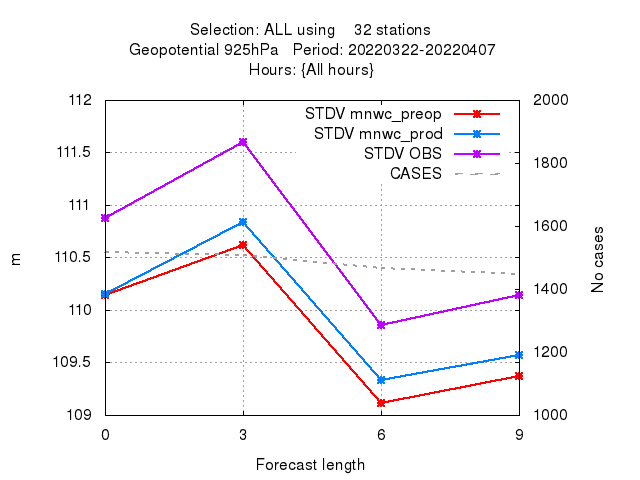 Selection: ALL using    32 stations
Geopotential 925hPa   Period: 20220322-20220407
Hours: {All hours}
112
111.5
111
110.5
110
109.5
109
2000
1800
1600
1400
1200
1000
STDV mnwc_preop
STDV mnwc_prod
STDV OBS
CASES
m
No cases
0
3
6
9
Forecast length